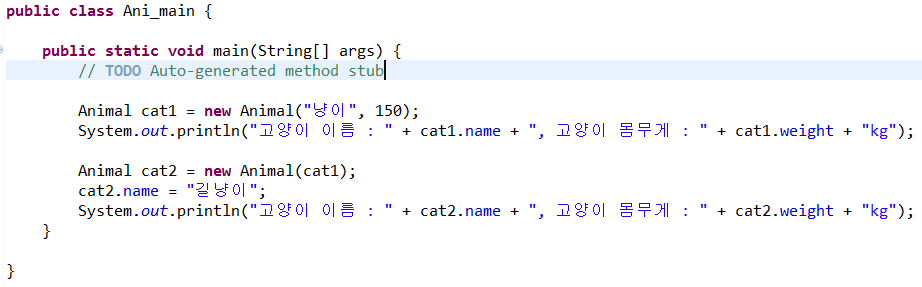 public class Ani_main {
public static void main(String[] args) {
// TODO Auto-generated method stub
Animal cat1 = new Animal("냥이", 150);
System.out.println("고양이 이름 : " + cat1.name + ", 고양이 몸무게 : " + cat1.weight + "kg");
Animal cat2 = new Animal(cat1);
cat2.name = "길냥이";
System.out.println("고양이 이름 : " + cat2.name + ", 고양이 몸무게 : " + cat2.weight + "kg");
}
}